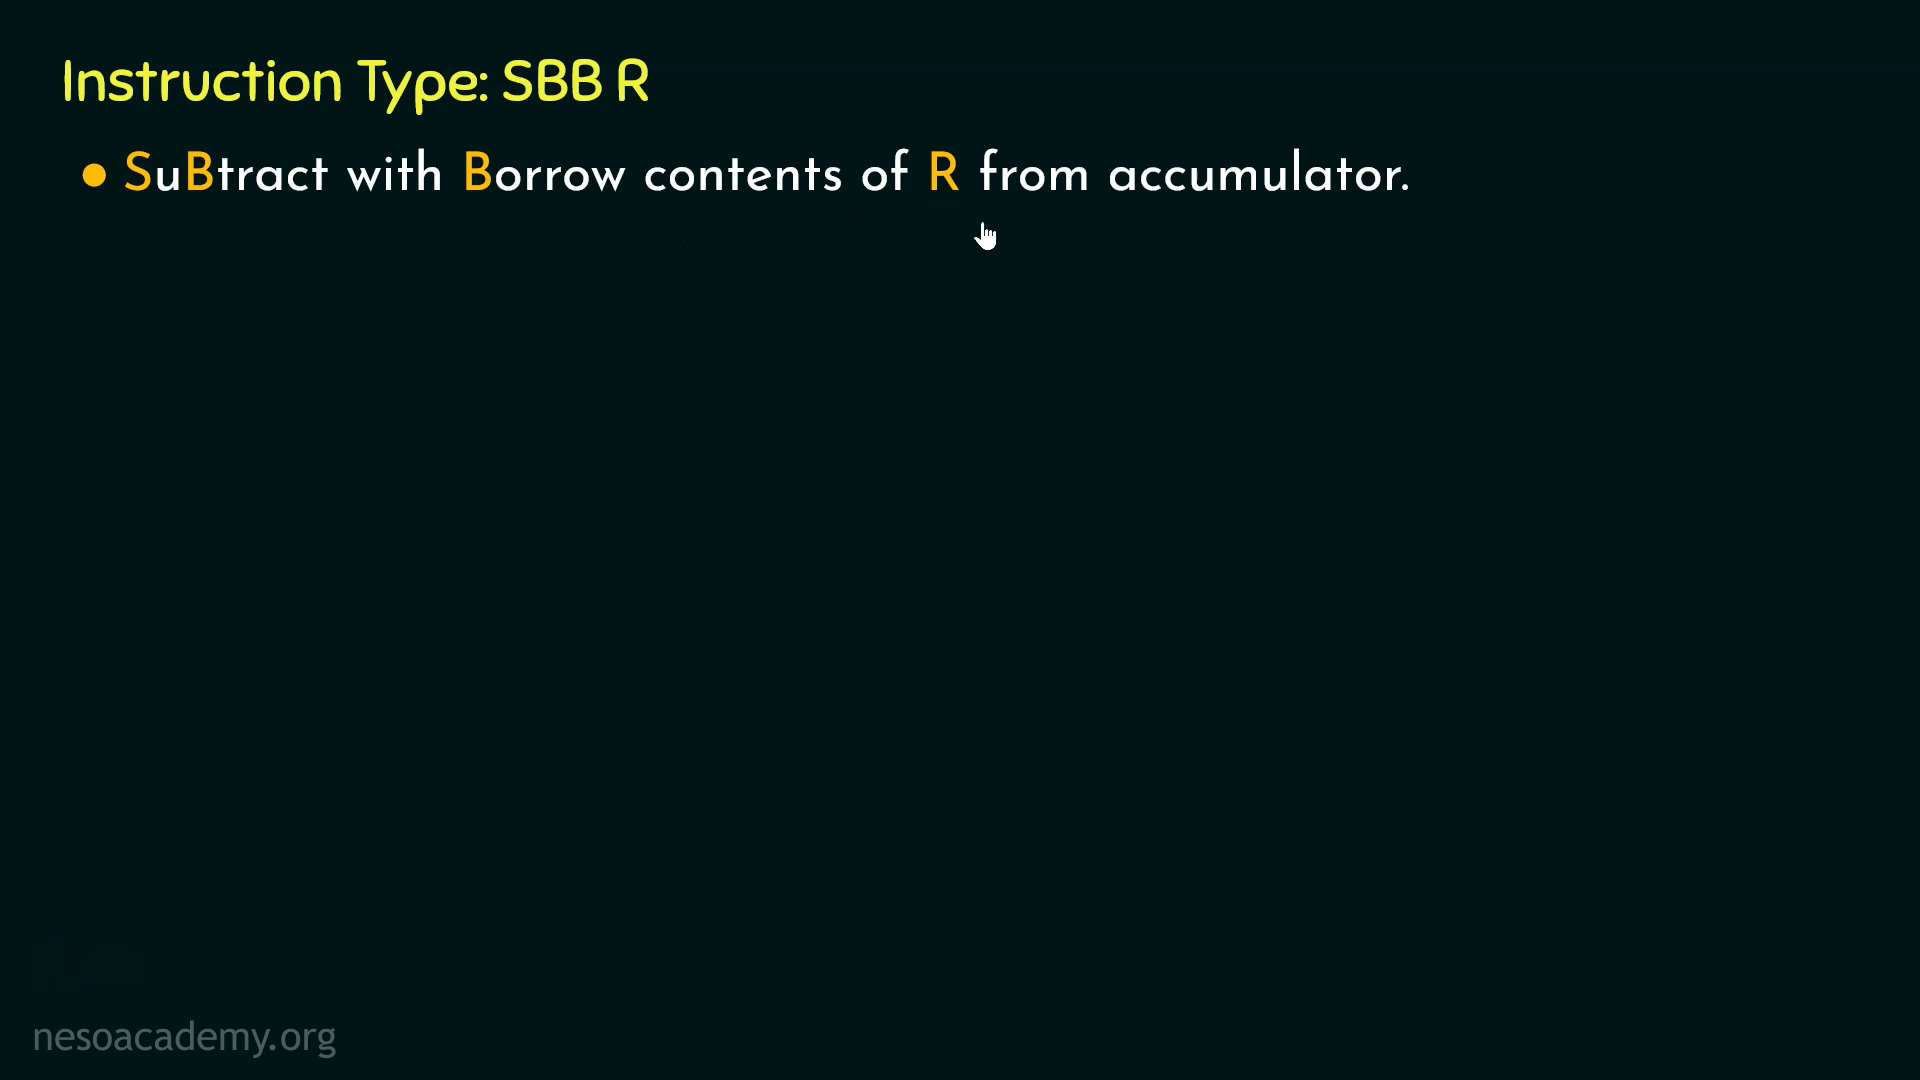 Instruction Type: SBB R
● SuBtract with Borrow contents of R from accumulator.
nesoacademy.org